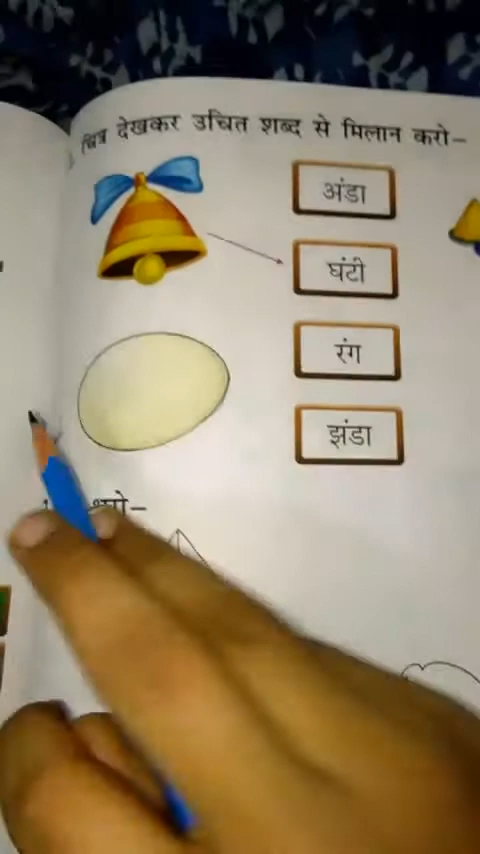 चित्र देखकर उचित शब्द से मिलान करो–
अंडा
घंटी
रंग
झंडा